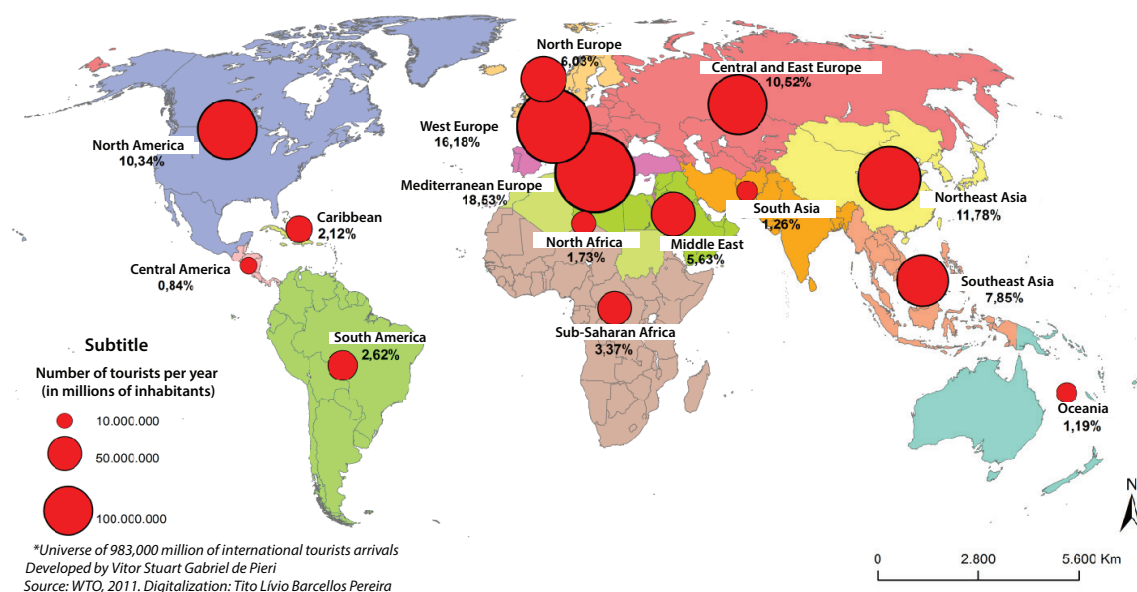 North Europe
6,03%
Central and East Europe
10,52%
North America
10,34%
West Europe
16,18%
Mediterranean Europe
18,53%
Northeast Asia
11,78%
South Asia
1,26%
Caribbean
2,12%
North Africa
1,73%
Middle East
5,63%
Central America
0,84%
Southeast Asia
7,85%
Sub-Saharan Africa
3,37%
South America
2,62%
Oceania
1,19%
Subtitle
Number of tourists per year
(in millions of inhabitants)
10.000.000
50.000.000
100.000.000
*Universe of 983,000 million of international tourists arrivals
Developed by Vitor Stuart Gabriel de Pieri
Source: WTO, 2011. Digitalization: Tito Lívio Barcellos Pereira
N
0 2.800 5.600 Km